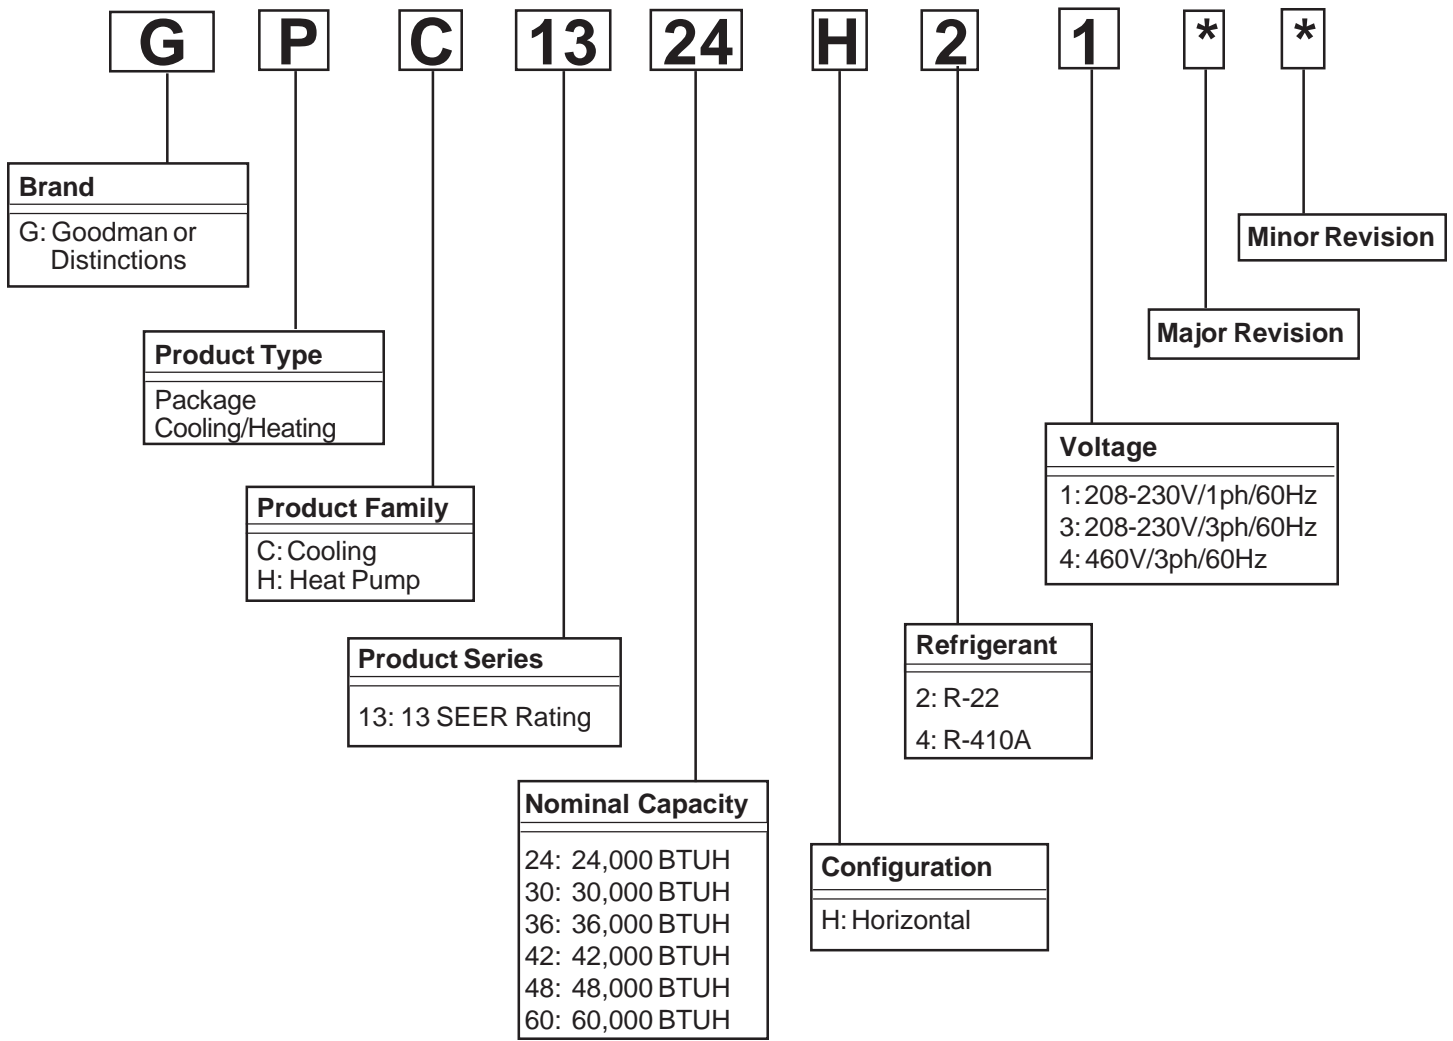 G P C 13 24 H 2 1 * *
Brand
G: Goodman or
Distinctions
Minor Revision
Major Revision
Product Type
Package
Cooling/Heating
Voltage
1: 208-230V/1ph/60Hz
3: 208-230V/3ph/60Hz
4: 460V/3ph/60Hz
Product Family
C: Cooling
H: Heat Pump
Refrigerant
2: R-22
4: R-410A
Product Series
13: 13 SEER Rating
Nominal Capacity
24: 24,000 BTUH
30: 30,000 BTUH
36: 36,000 BTUH
42: 42,000 BTUH
48: 48,000 BTUH
60: 60,000 BTUH
Configuration
H: Horizontal